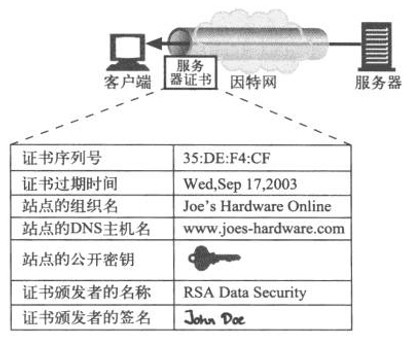 客户端
服务
器证书
因特网
服务器
证书序列号 35:DE:F4:CF
证书过期时间 Wed,Sep 17,2003
站点的组织名 Joe's Hardware Online
站点的DNS主机名 www.joes-hardware.com
站点的公开密钥
证书颁发者的名称 RSA Data Security
证书颁发者的签名 John Doe